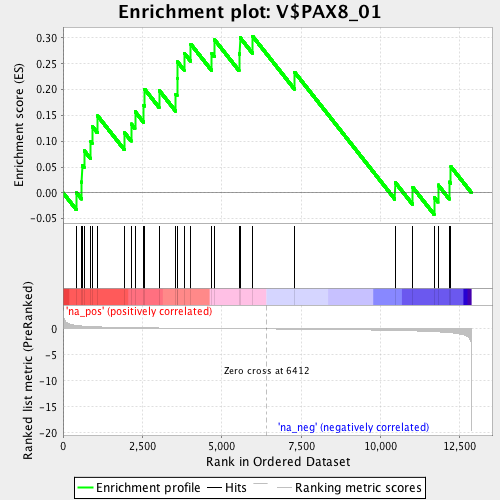 Enrichment plot: V$PAX8_01
Enrichment score (ES)
0.30
0.25
0.20
0.15
0.10
0.05
0.00
-0.05
'na_pos' (positively correlated)
Ranked list metric (PreRanked)
0
-5
-10
-15
-20
Zero cross at 6412
'na_neg' (negatively correlated)
0 2,500 5,000 7,500 10,000 12,500
Rank in Ordered Dataset
Enrichment profile Hits Ranking metric scores